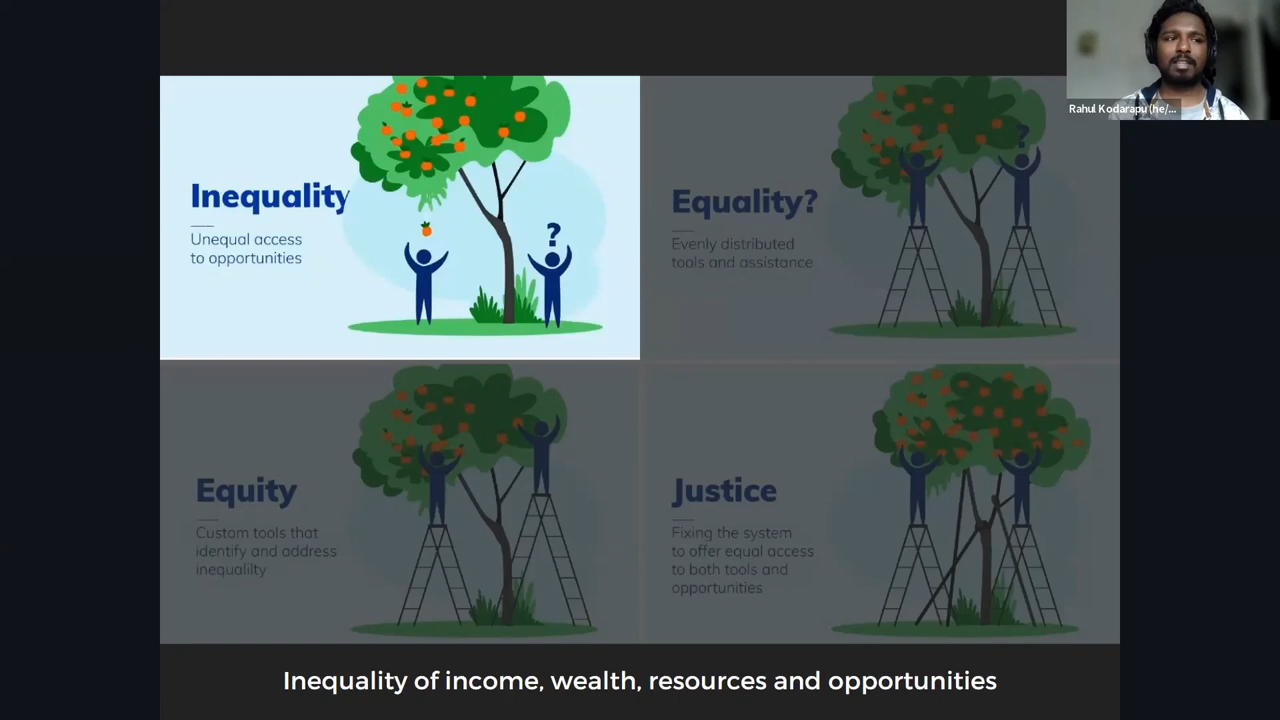 Rahul Kodarapu (he/...
Inequality
Unequal access
to opportunities
?
Equality?
Evenly distributed
tools and assistance
?
Equity
Custom tools that
identify and address
inequalilty
Justice
Fixing the system
to offer equal access
to both tools and
opportunities
Inequality of income, wealth, resources and opportunities